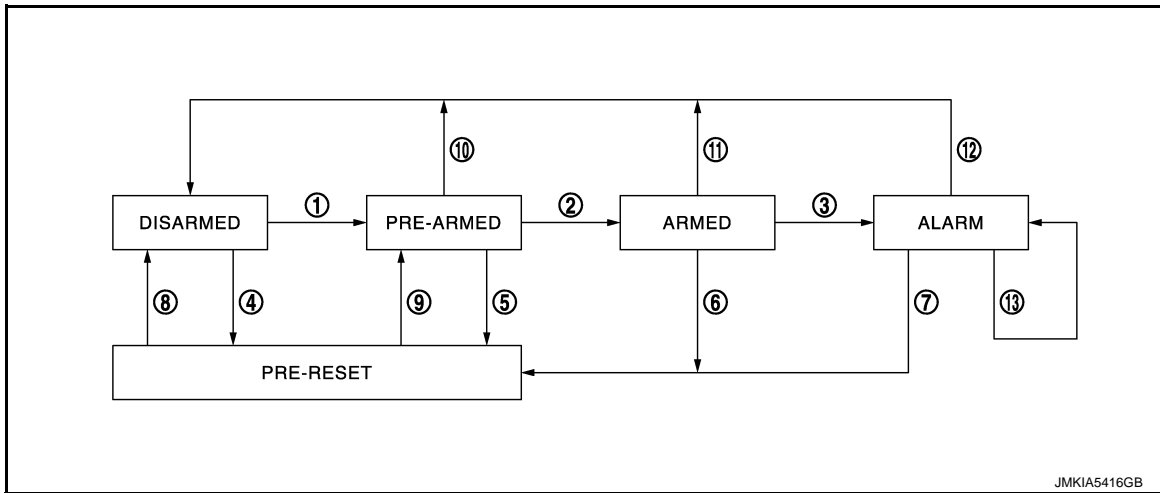 ⑩ ⑪ ⑫
DISARMED ① PRE-ARMED ② ARMED ③ ALARM
⑧ ④ ⑨ ⑤ ⑥ ⑦ ⑬
PRE-RESET
JMKIA5416GB